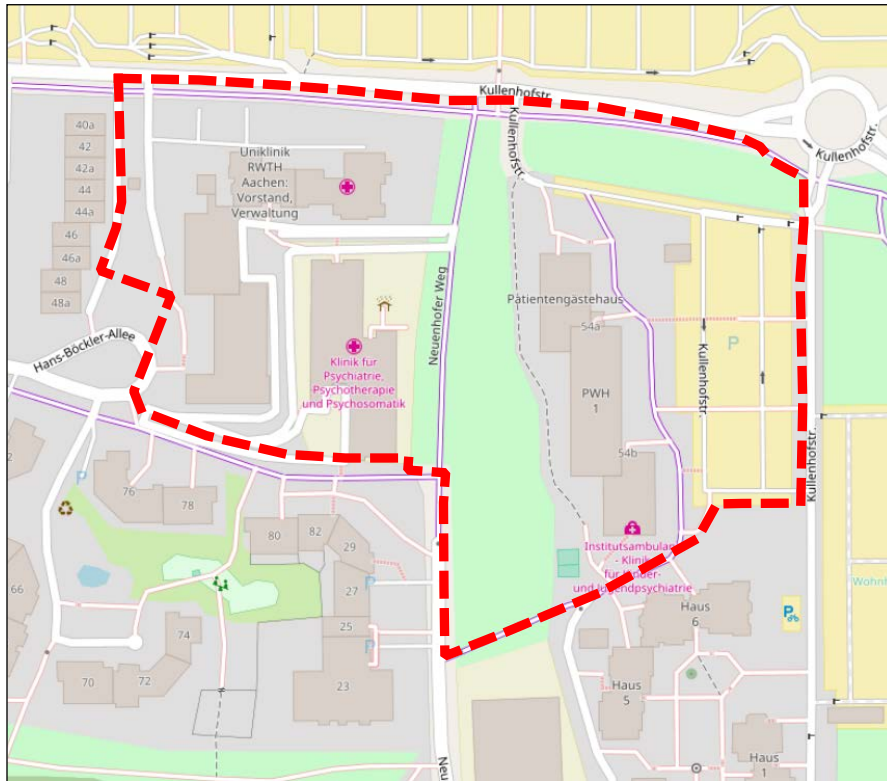 Kullenhofstr.
Kullenhofstr.
Kullenhofstr.
40a
42
42a
44
44a
46
46a
48
48a
Uniklinik
RWTH
Aachen:
Vorstand,
Verwaltung
Neuenhofer Weg
Patientengästehaus
54a
P
Kullenhofstr.
Hans-Böckler-Allee
Klinik für
Psychiatrie,
Psychotherapie
und Psychosomatik
PWH
1
54b
Kullenhofstr.
P
76
78
80
82
29
27
25
23
P
P
66
74
72
70
Institutsambulan
- Klinik
für Kinder-
und Jugendpsychiatrie
Haus
6
P
Haus
5
Haus
1
Wohnh
Neu